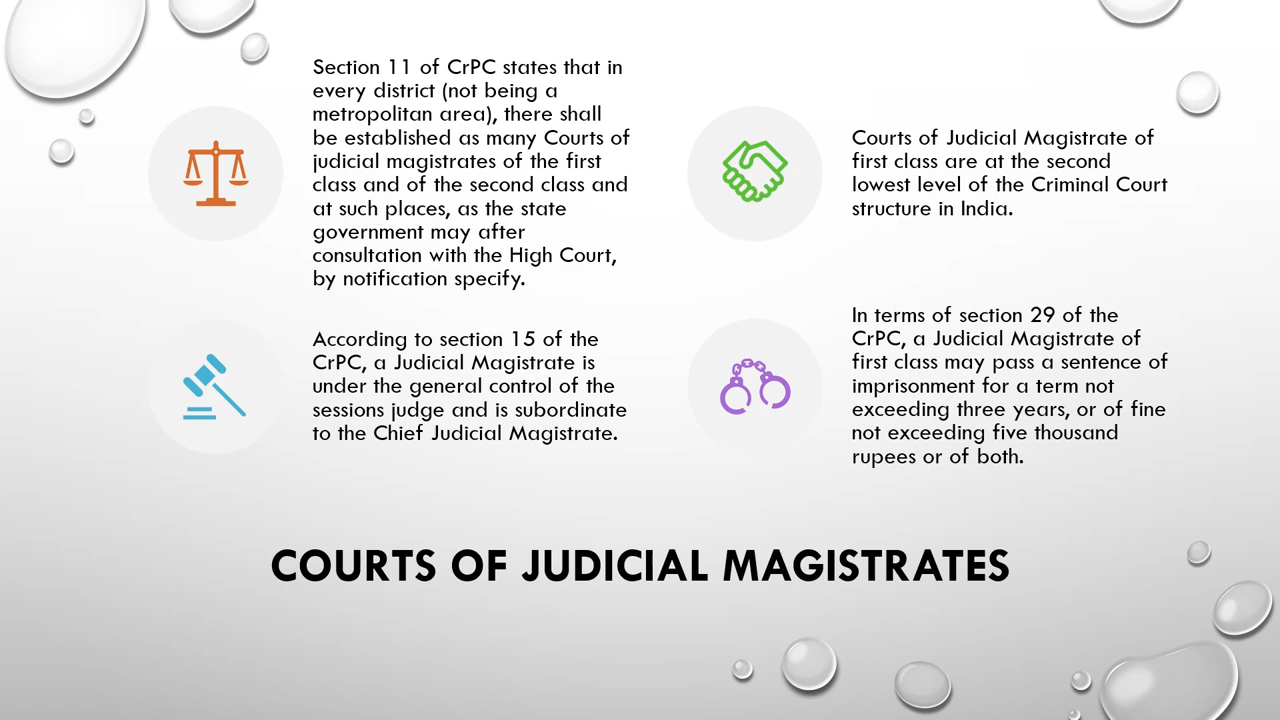 Section 11 of CrPC states that in
every district (not being a
metropolitan area), there shall
be established as many Courts of
judicial magistrates of the first
class and of the second class and
at such places, as the state
government may after
consultation with the High Court,
by notification specify.
Courts of Judicial Magistrate of
first class are at the second
lowest level of the Criminal Court
structure in India.
According to section 15 of the
CrPC, a Judicial Magistrate is
under the general control of the
sessions judge and is subordinate
to the Chief Judicial Magistrate.
In terms of section 29 of the
CrPC, a Judicial Magistrate of
first class may pass a sentence of
imprisonment for a term not
exceeding three years, or of fine
not exceeding five thousand
rupees or of both.
COURTS OF JUDICIAL MAGISTRATES